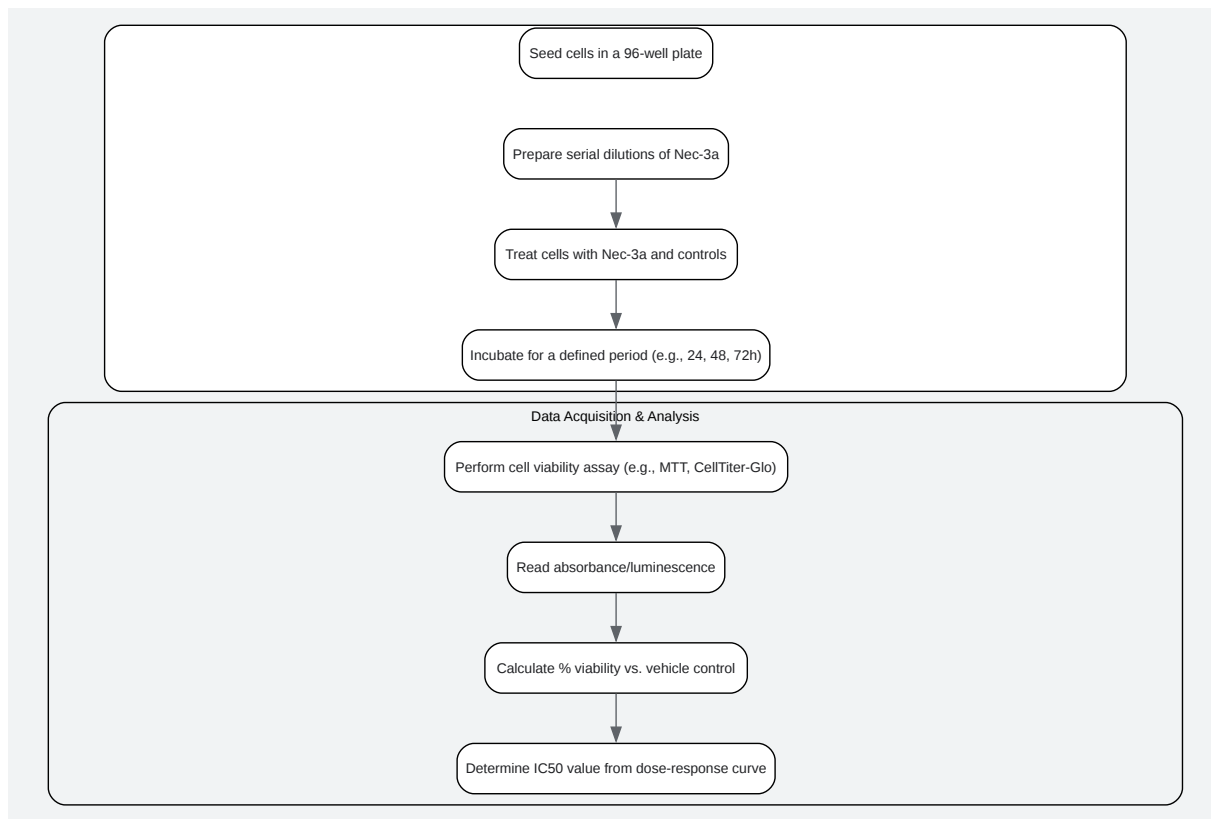 Seed cells in a 96-well plate
Prepare serial dilutions of Nec-3a
Treat cells with Nec-3a and controls
Incubate for a defined period (e.g., 24, 48, 72h)
Data Acquisition & Analysis
Perform cell viability assay (e.g., MTT, CellTiter-Glo)
Read absorbance/luminescence
Calculate % viability vs. vehicle control
Determine IC50 value from dose-response curve